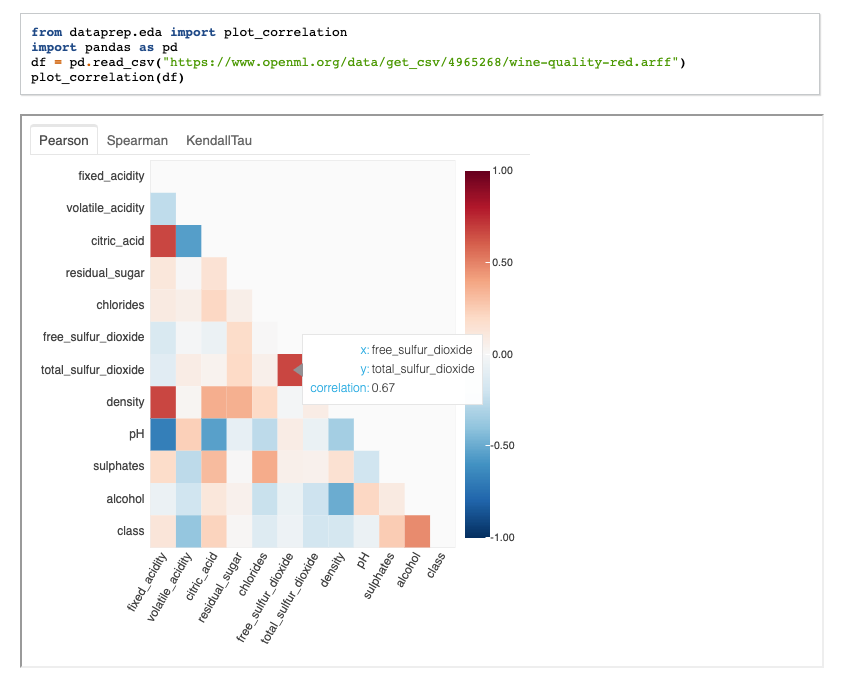 from dataprep.eda import plot_correlation
import pandas as pd
df = pd.read_csv("https://www.openml.org/data/get_csv/4965268/wine-quality-red.arff")
plot_correlation(df)
Pearson Spearman KendallTau
fixed_acidity
volatile_acidity
citric_acid
residual_sugar
chlorides
free_sulfur_dioxide
total_sulfur_dioxide
density
pH
sulphates
alcohol
class
x: free_sulfur_dioxide
y: total_sulfur_dioxide
correlation: 0.67
1.00
0.50
0.00
-0.50
-1.00
fixed_acidity
volatile_acidity
citric_acid
residual_sugar
chlorides
free_sulfur_dioxide
total_sulfur_dioxide
density
pH
sulphates
alcohol
class